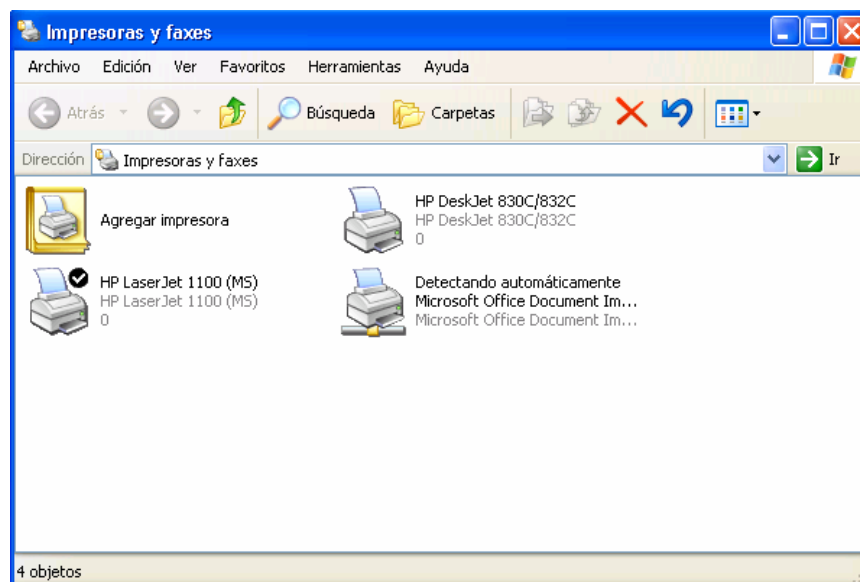 Impresoras y faxes
Archivo Edición Ver Favoritos Herramientas Ayuda
Atrás Búsqueda Carpetas
Dirección Impresoras y faxes Ir
Agregar impresora
HP DeskJet 830C/832C
HP DeskJet 830C/832C
0
HP LaserJet 1100 (MS)
HP LaserJet 1100 (MS)
0
Detectando automáticamente
Microsoft Office Document Im...
Microsoft Office Document Im...
4 objetos